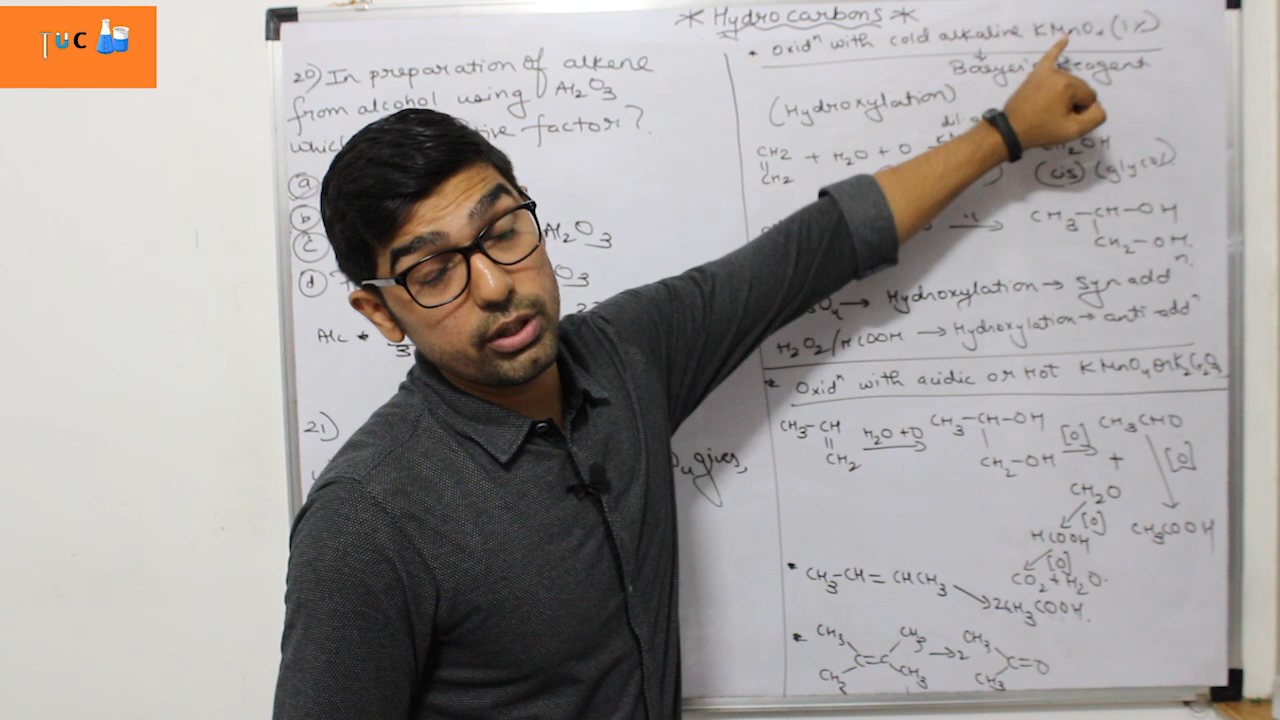 TUC
* Hydrocarbons *
20) In preparation of alkene
from alcohol using Al2O3
factor?
(a)
(b)
(c) Al2O3
(d)
Alc
21)
gives,
* Oxidn with cold alkaline KMnO4 (1%)
Baeyer's Reagent
(Hydroxylation)
CH2 = CH2 + H2O + O
CH2OH
(cis) (glycol)
→ CH3-CH-OH
CH2-OH
→ Hydroxylation → Syn addn
H2O2/HCOOH → Hydroxylation → anti addn
* Oxidn with acidic or Hot KMnO4 or K2Cr2O7
CH3-CH = CH2 H2O+O → CH3-CH-OH [O] → CH3CHO
CH2-OH + [O]
CH2O
[O]
HCOOH CH3COOH
[O]
CO2+H2O
* CH3-CH=CHCH3 → 2CH3COOH.
* CH3 CH3 CH3
C=C → 2 C=O
CH3 CH3 CH3